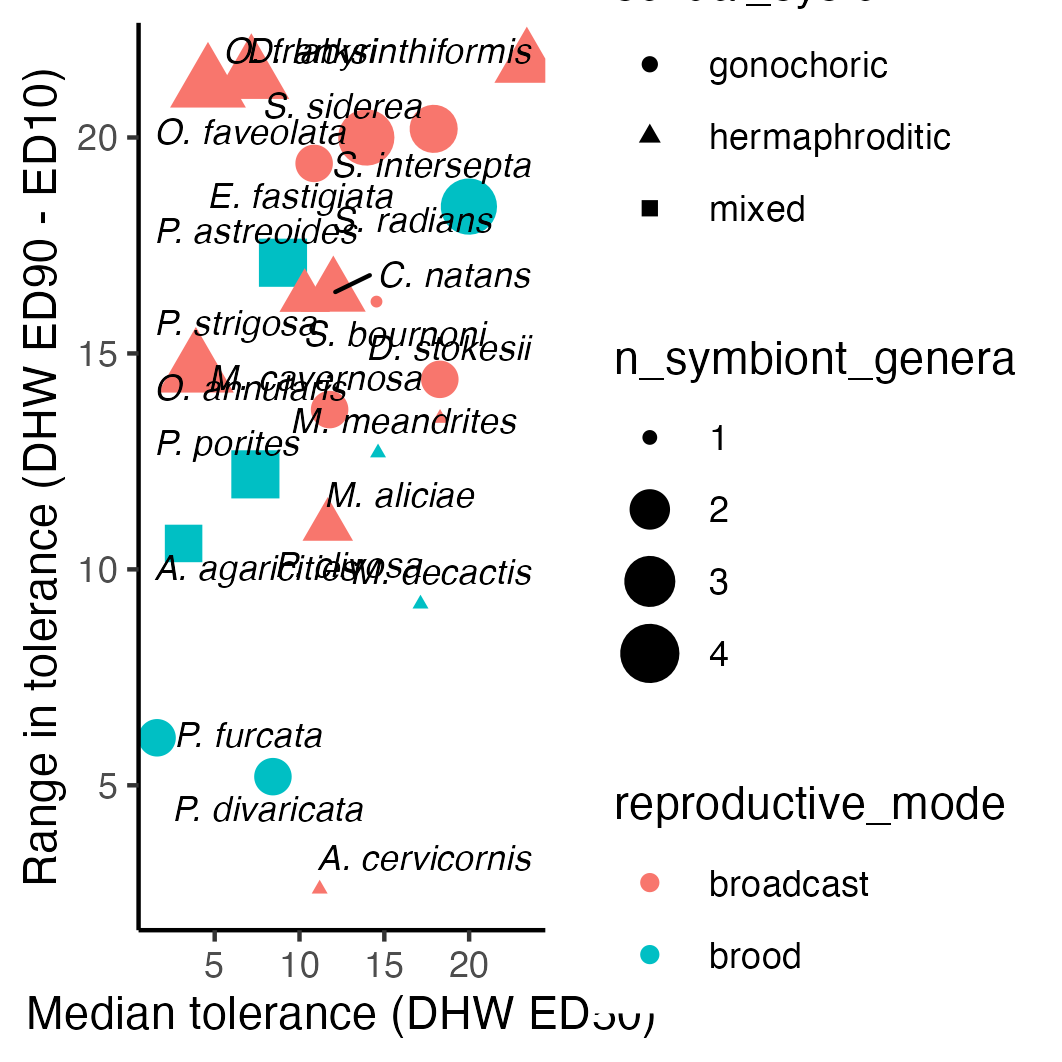 Range in tolerance (DHW ED90 - ED10)
20
15
10
5
O. franksi
D. labyrinthiformis
S. siderea
O. faveolata
S. intersepta
E. fastigiata
S. radians
P. astreoides
C. natans
P. strigosa
S. bournoni
D. stokesii
M. cavernosa
O. annularis
M. meandrites
P. porites
M. aliciae
A. agaricities
P. clivosa
M. decactis
P. furcata
P. divaricata
A. cervicornis
5 10 15 20
Median tolerance (DHW ED50)
gonochoric
hermaphroditic
mixed
n_symbiont_genera
1
2
3
4
reproductive_mode
broadcast
brood